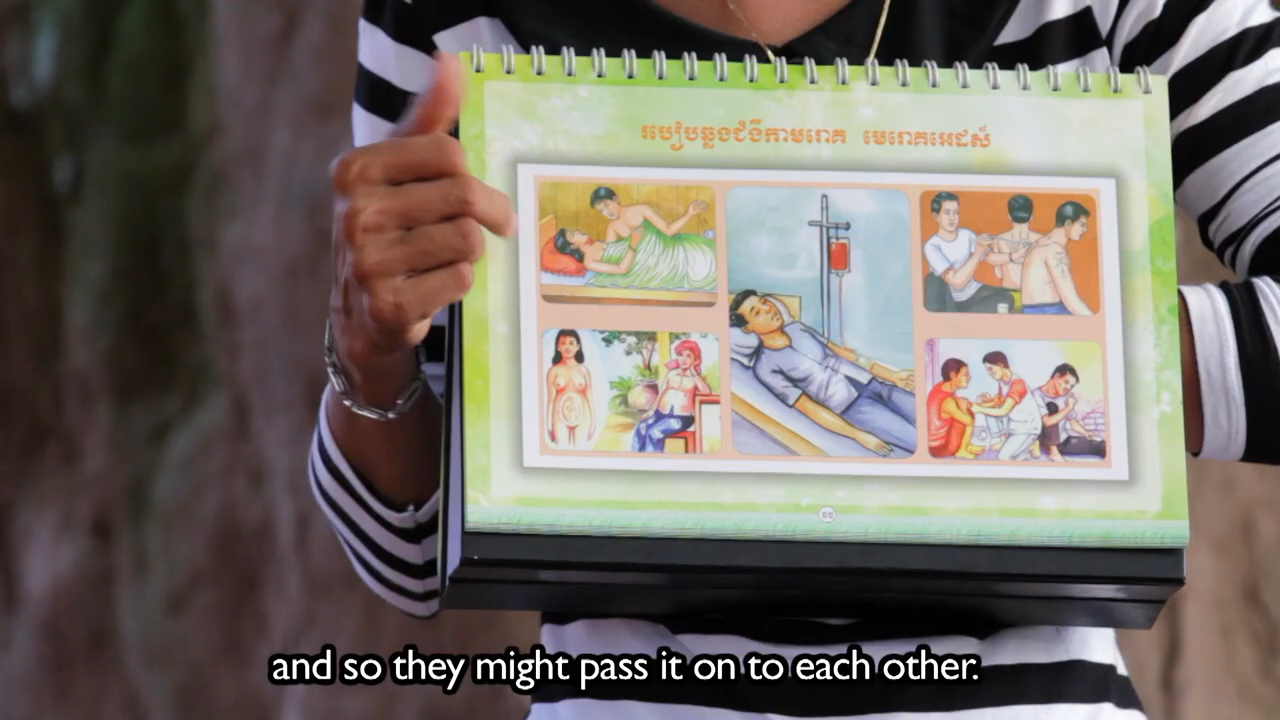 របៀបឆ្លងជំងឺកាមរោគ មេរោគអេដស៍
and so they might pass it on to each other.